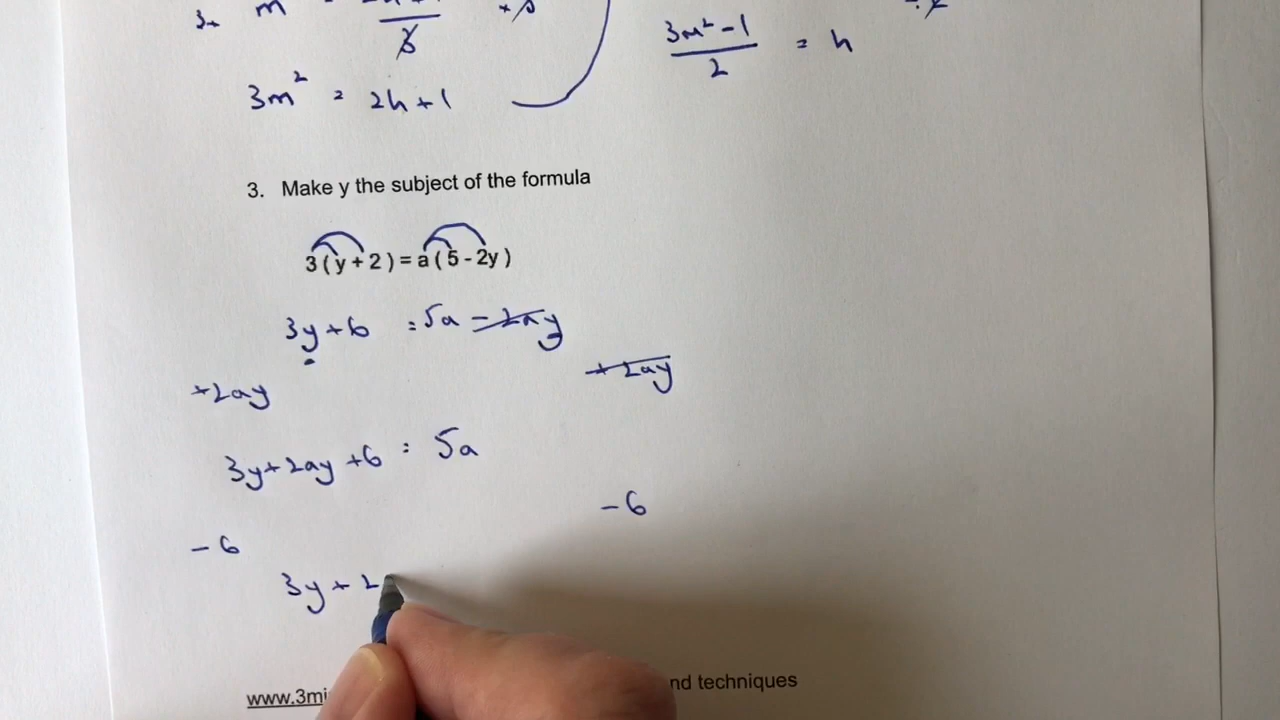 3× m
3m² = 2h + 1
3m² - 1 / 2 = h
3. Make y the subject of the formula
3 ( y + 2 ) = a ( 5 - 2y )
3y + 6 = 5a - 2ay
+2ay + 2ay
3y + 2ay + 6 = 5a
- 6
- 6
3y + 2
www.3mi nd techniques